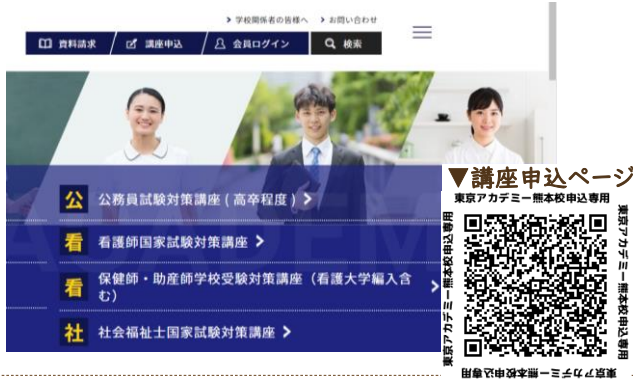 学校関係者の皆様へ
お問い合わせ
資料請求
講座申込
会員ログイン
検索
ACADEM
公 公務員試験対策講座 ( 高卒程度 )
看 看護師国家試験対策講座
看 保健師・助産師学校受験対策講座（看護大学編入含
む）
社 社会福祉士国家試験対策講座
▼講座申込ページ
東京アカデミー熊本校申込専用
東京アカデミー熊本校申込専用
東京アカデミー熊本校申込専用
東京アカデミー熊本校申込専用